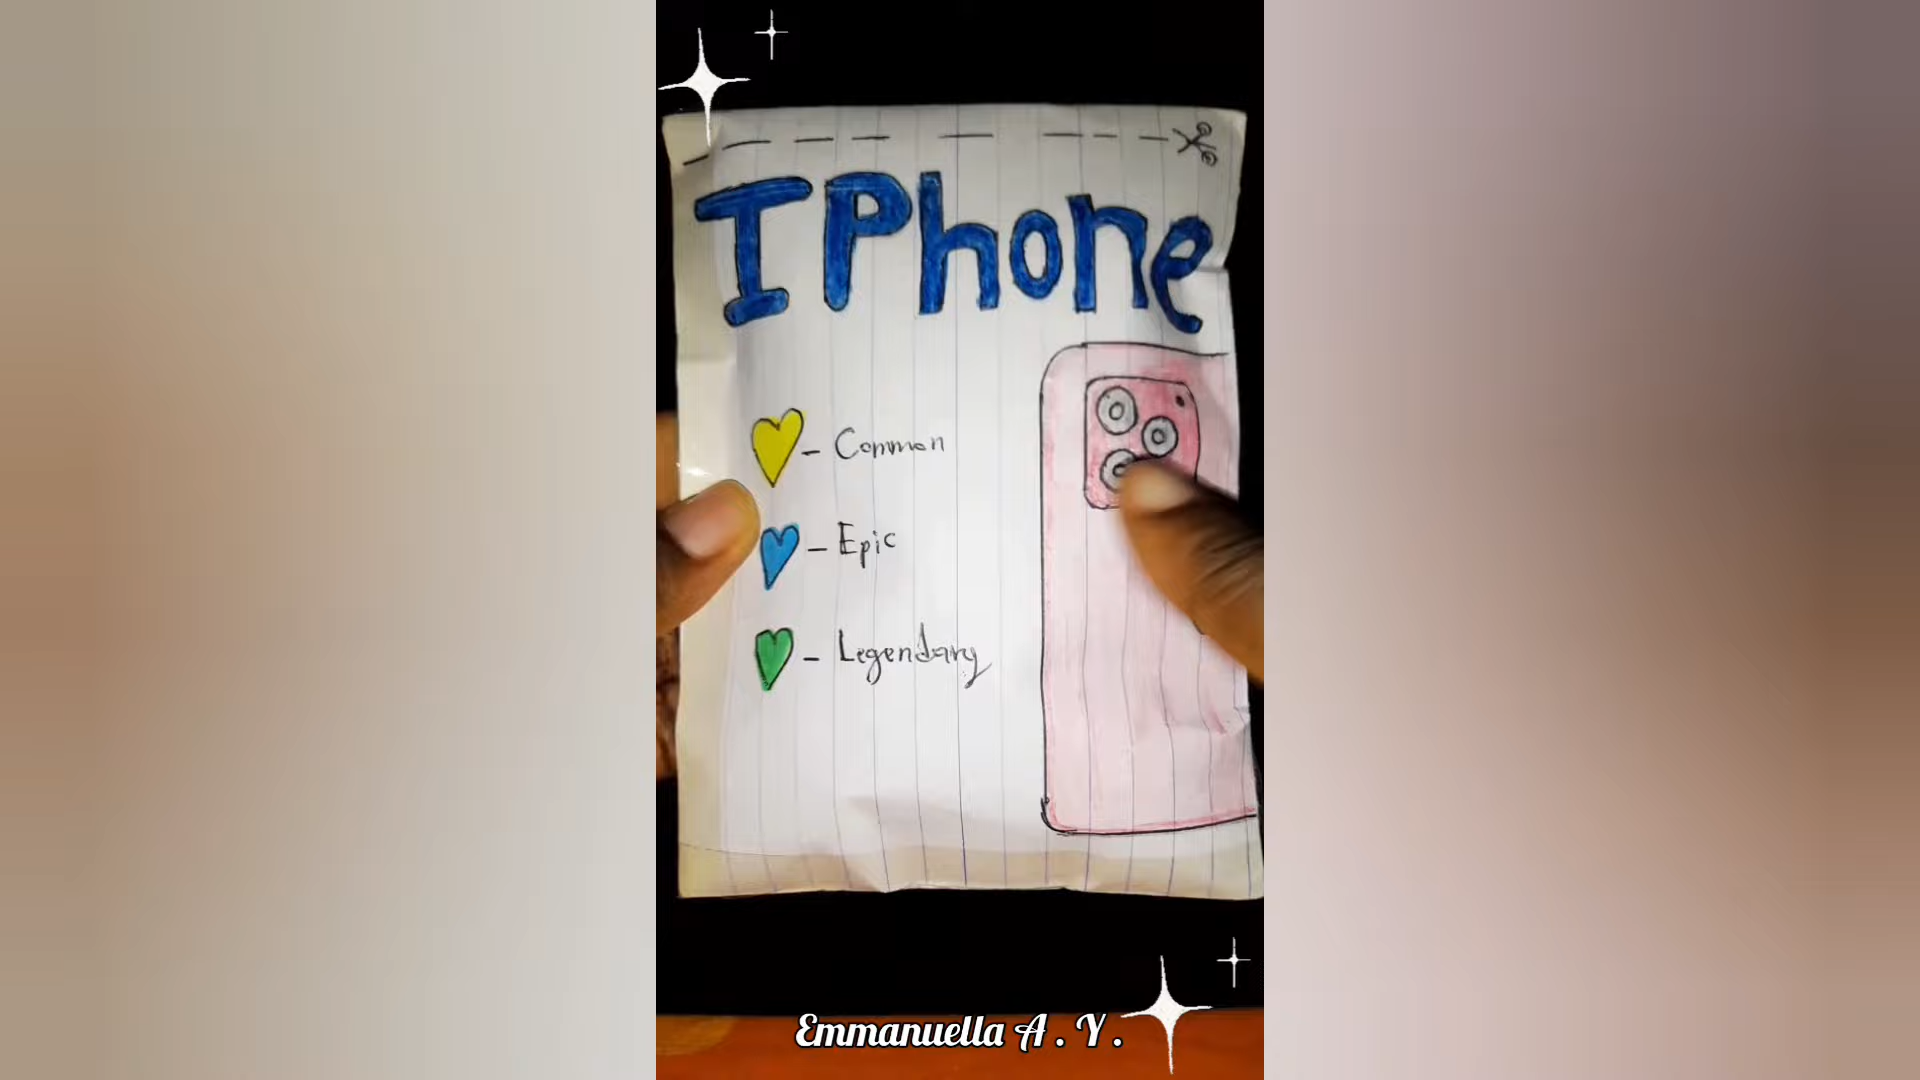 IPhone
- Common
- Epic
- Legendary
Emmanuella A . Y .